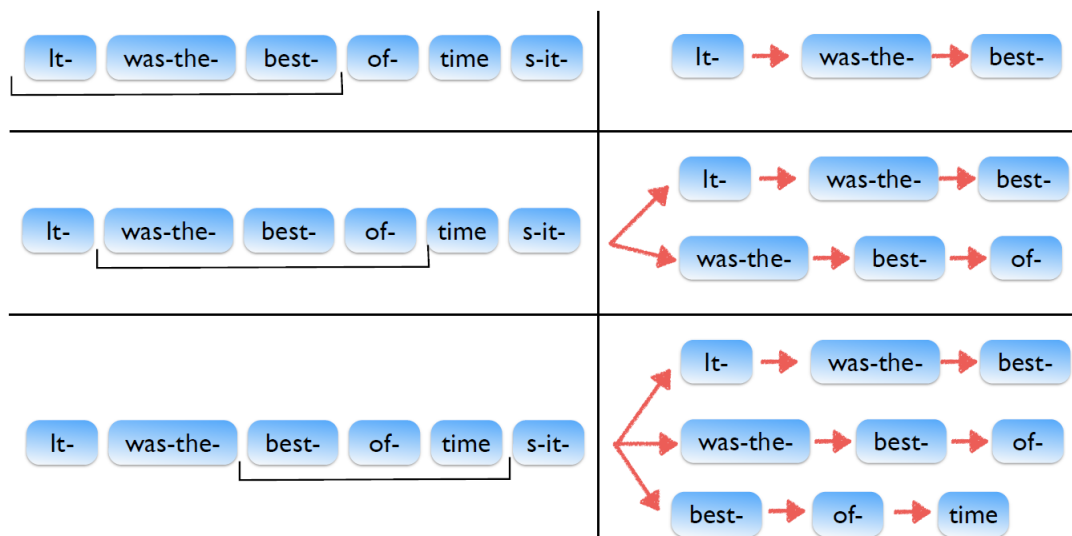 It- was-the- best- of- time s-it-
It- was-the- best-
It- was-the- best-
It- was-the- best- of- time s-it-
was-the- best- of-
It- was-the- best-
It- was-the- best- of- time s-it-
was-the- best- of-
best- of- time